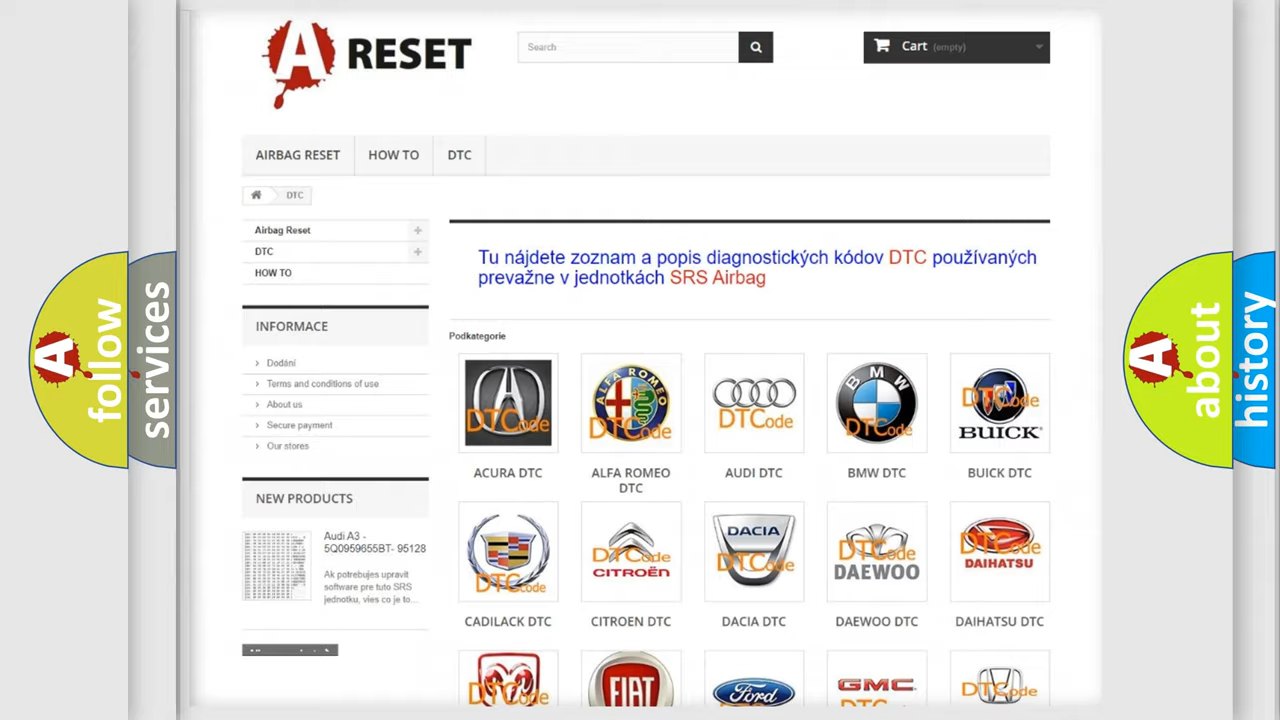 A RESET
Search
Cart (empty)
AIRBAG RESET
HOW TO
DTC
DTC
Airbag Reset
DTC
HOW TO
INFORMACE
Dodání
Terms and conditions of use
About us
Secure payment
Our stores
NEW PRODUCTS
Audi A3 -
5Q0959655BT- 95128
Ak potrebujes upravit
software pre tuto SRS
jednotku, vies co je to...
Tu nájdete zoznam a popis diagnostických kódov DTC používaných
prevažne v jednotkách SRS Airbag
Podkategorie
DTCode
ALFA ROMEO
DTCode
DTCode
BMW
DTCode
DTCode
BUICK
ACURA DTC
ALFA ROMEO
DTC
AUDI DTC
BMW DTC
BUICK DTC
DTCode
DTCode
CITROËN
DACIA
DTCode
DTCode
DAEWOO
DTCode
DAIHATSU
CADILACK DTC
CITROEN DTC
DACIA DTC
DAEWOO DTC
DAIHATSU DTC
DTCode
FIAT
Ford
GMC
DTCode
A follow
services
A about
history